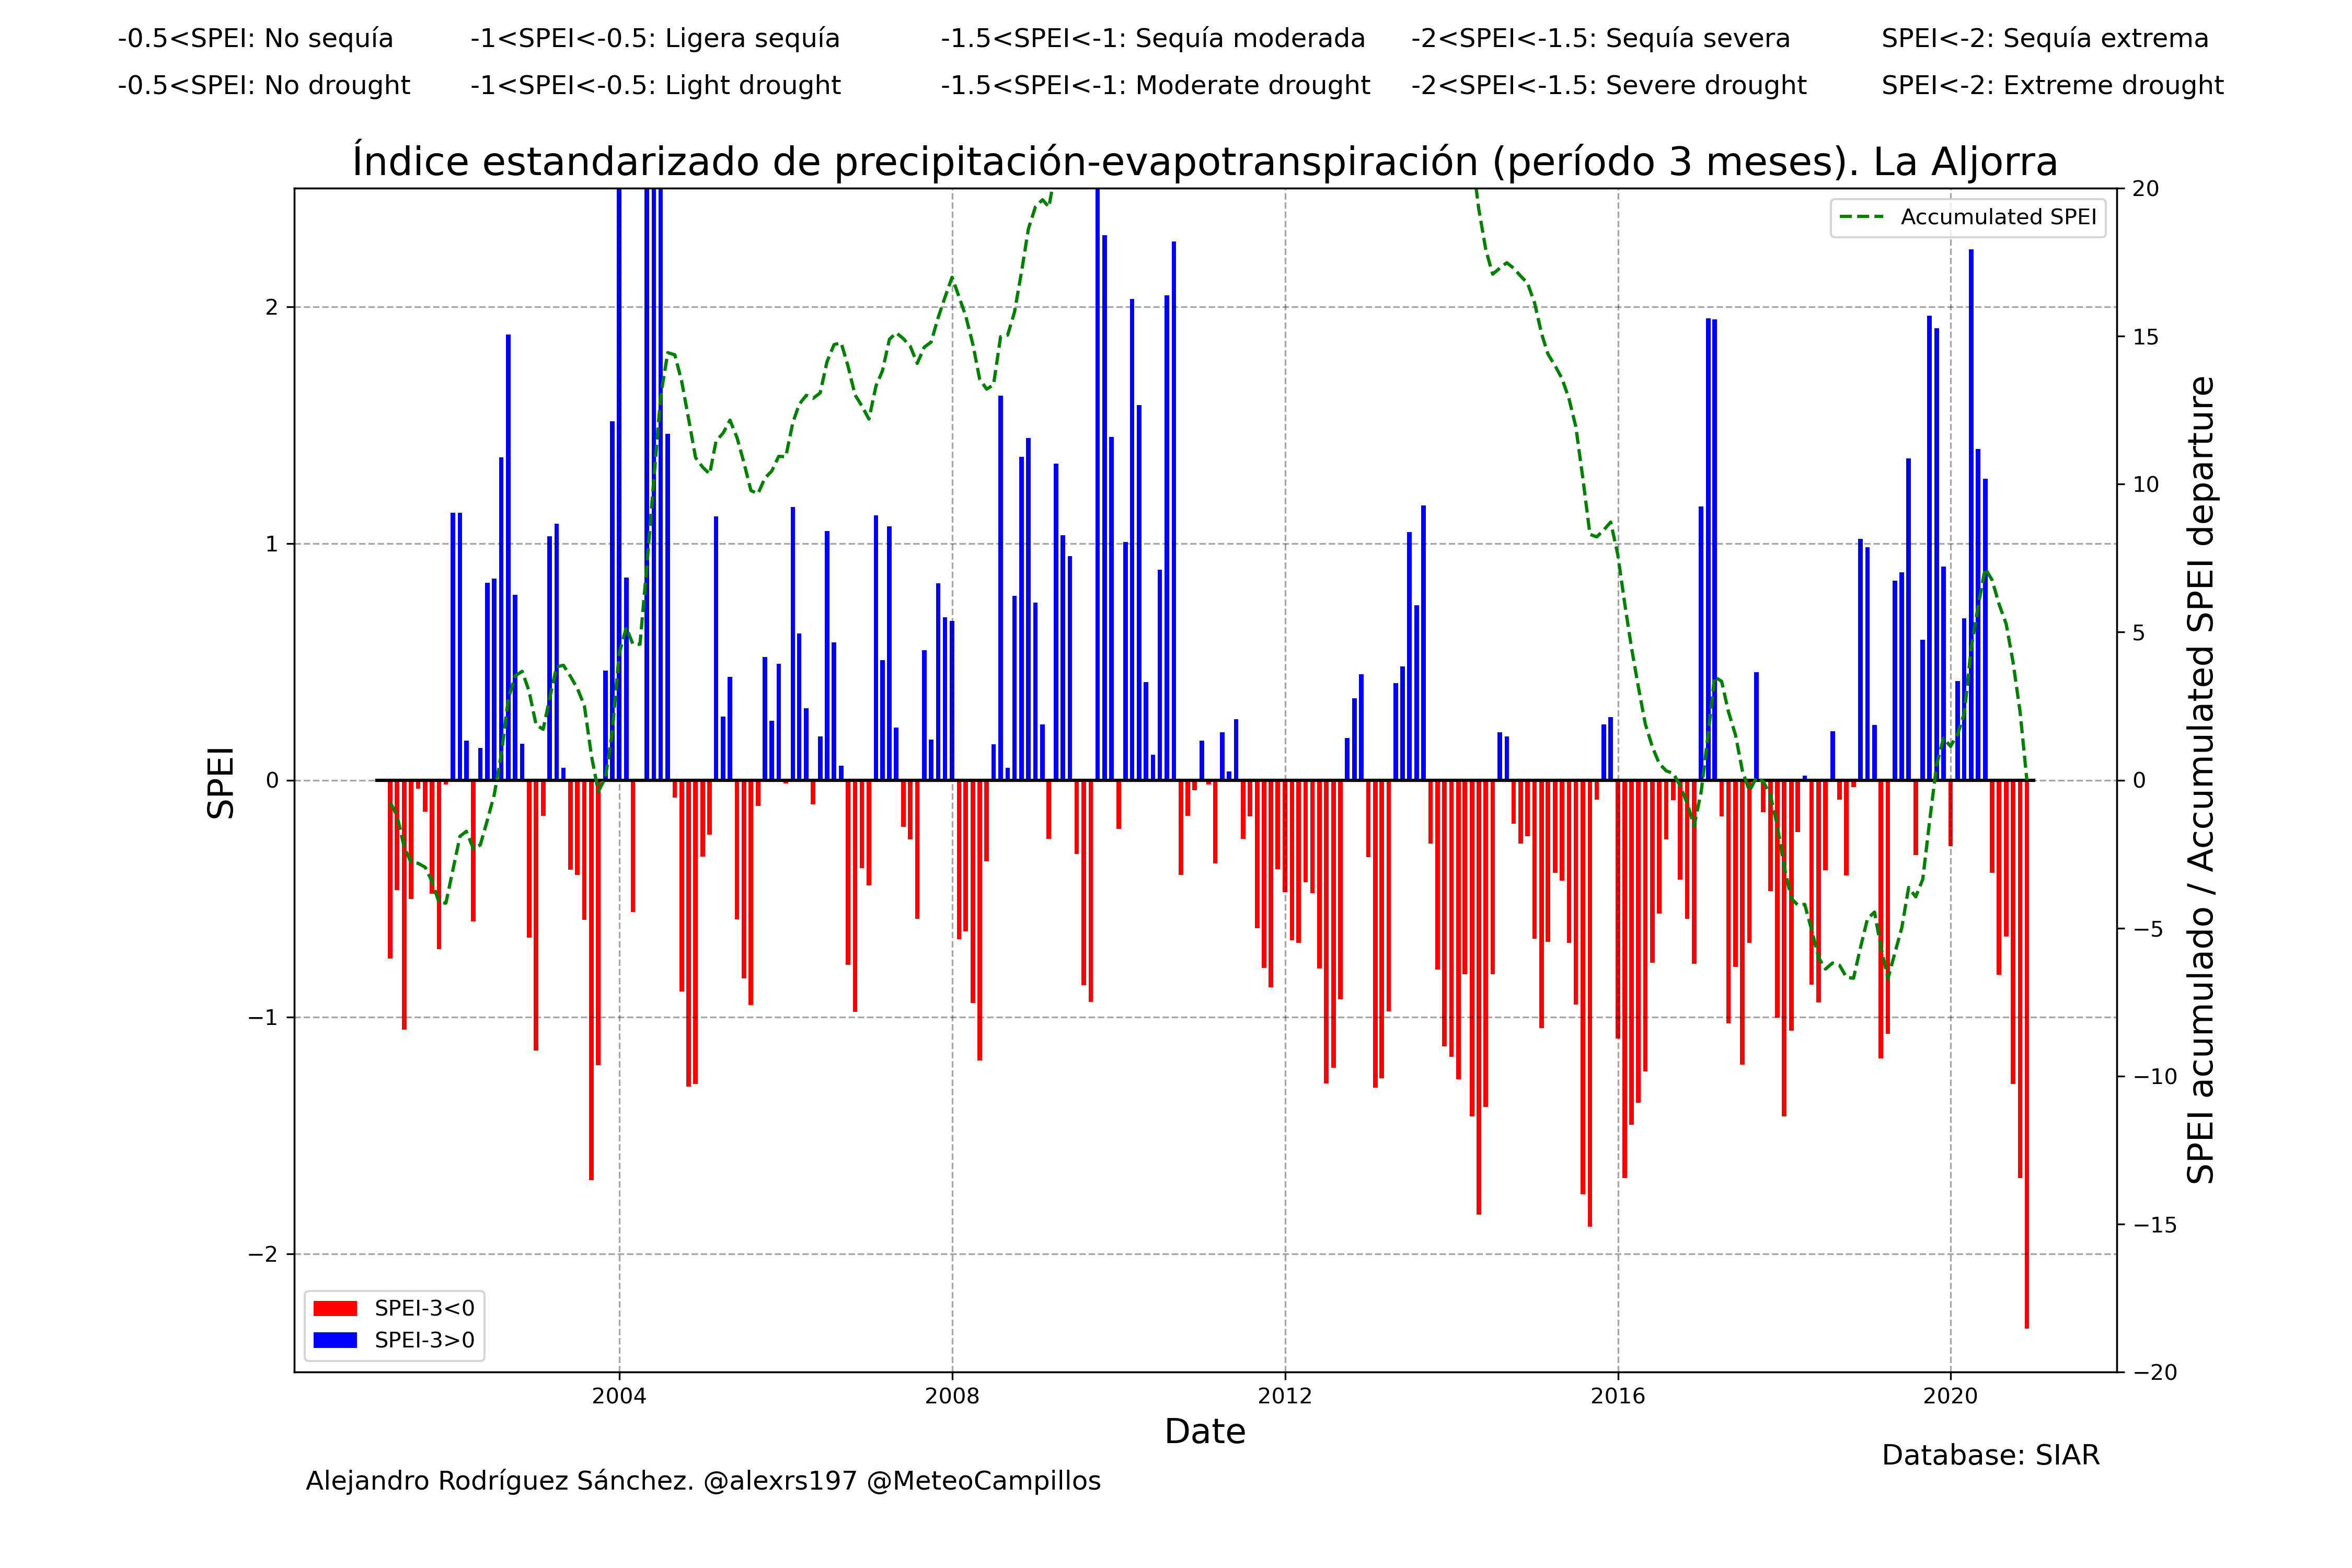 -0.5<SPEI: No sequía -1<SPEI<-0.5: Ligera sequía -1.5<SPEI<-1: Sequía moderada -2<SPEI<-1.5: Sequía severa SPEI<-2: Sequía extrema
-0.5<SPEI: No drought -1<SPEI<-0.5: Light drought -1.5<SPEI<-1: Moderate drought -2<SPEI<-1.5: Severe drought SPEI<-2: Extreme drought
Índice estandarizado de precipitación-evapotranspiración (período 3 meses). La Aljorra
Accumulated SPEI
SPEI
2
1
0
−1
−2
20
15
10
5
0
−5
−10
−15
−20
SPEI acumulado / Accumulated SPEI departure
SPEI-3<0
SPEI-3>0
2004 2008 2012 2016 2020
Date
Database: SIAR
Alejandro Rodríguez Sánchez. @alexrs197 @MeteoCampillos